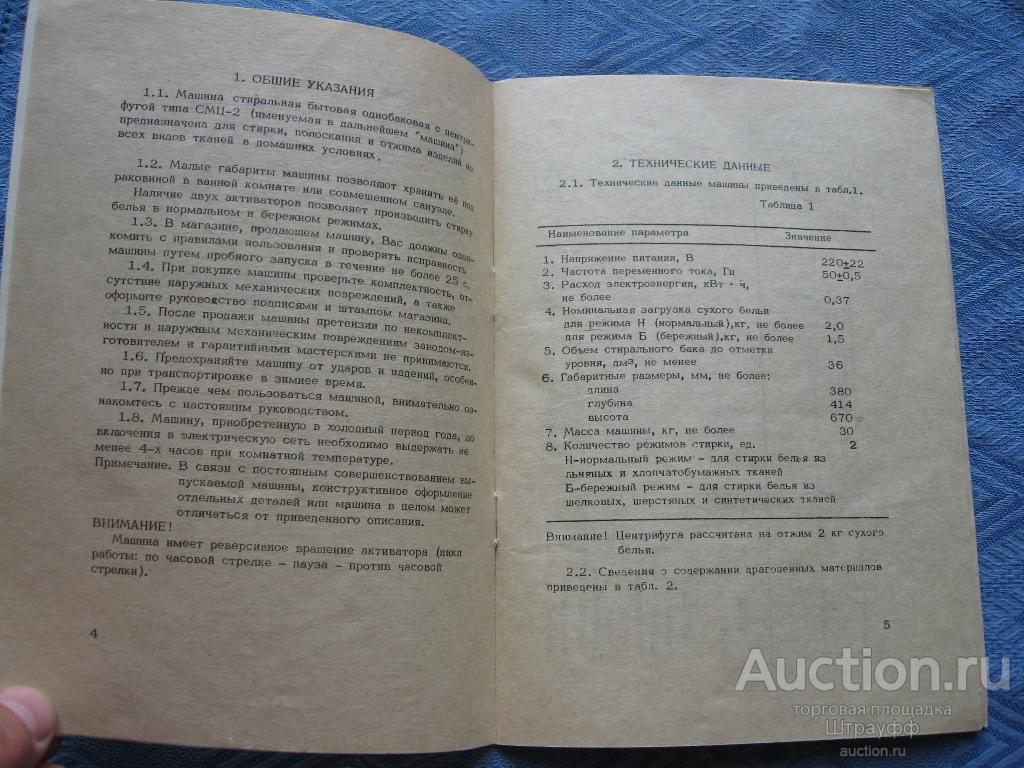 1. ОБЩИЕ УКАЗАНИЯ
1.1. Машина стиральная бытовая однобаковая с центри-
фугой типа СМЦ-2 (именуемая в дальнейшем "машина")
предназначена для стирки, полоскания и отжима изделий из
всех видов тканей в домашних условиях.
1.2. Малые габариты машины позволяют хранить её под
раковиной в ванной комнате или совмешенном санузле.
Наличие двух активаторов позволяет производить стирку
белья в нормальном и бережном режимах.
1.3. В магазине, продающем машину, Вас должны озна-
комить с правилами пользования и проверить исправность
машины путем пробного запуска в течение не более 25 с.
1.4. При покупке машины проверьте комплектность, от-
сутствие наружных механических повреждений, а также
оформите руководство подписями и штампом магазина.
1.5. После продажи машины претензии по некомплект-
ности и наружным механическим повреждениям заводом-из-
готовителем и гарантийными мастерскими не принимаются.
1.6. Предохраняйте машину от ударов и падений, особен-
но при транспортировке в зимнее время.
1.7. Прежде чем пользоваться машиной, внимательно оз-
накомтесь с настоящим руководством.
1.8. Машину, приобретенную в холодный период года, до
включения в электрическую сеть необходимо выдержать не
менее 4-х часов при комнатной температуре.
Примечание. В связи с постоянным совершенствованием вы-
пускаемой машины, конструктивное оформление
отдельных деталей или машина в целом может
отличаться от приведенного описания.
ВНИМАНИЕ!
Машина имеет реверсивное вращение активатора (цикл
работы: по часовой стрелке - пауза - против часовой
стрелки).
4
2. ТЕХНИЧЕСКИЕ ДАННЫЕ
2.1. Технические данные машины приведены в табл.1.
Таблица 1
Наименование параметра Значение
1. Напряжение питания, В 220±22
2. Частота переменного тока, Гц 50±0,5
3. Расход электроэнергии, кВт · ч,
не более 0,37
4. Номинальная загрузка сухого белья
для режима Н (нормальный),кг, не более 2,0
для режима Б (бережный),кг, не более 1,5
5. Объем стирального бака до отметки
уровня, дм3, не менее 36
6. Габаритные размеры, мм, не более:
длина 380
глубина 414
высота 670
7. Масса машины, кг, не более 30
8. Количество режимов стирки, ед. 2
Н-нормальный режим - для стирки белья из
льняных и хлопчатобумажных тканей
Б-бережный режим - для стирки белья из
шелковых, шерстяных и синтетических тканей
Внимание! Центрифуга рассчитана на отжим 2 кг сухого
белья.
2.2. Сведения о содержании драгоценных материалов
приведены в табл. 2.
5
Auction.ru
торговая площадка
Штрауфф
auction.ru